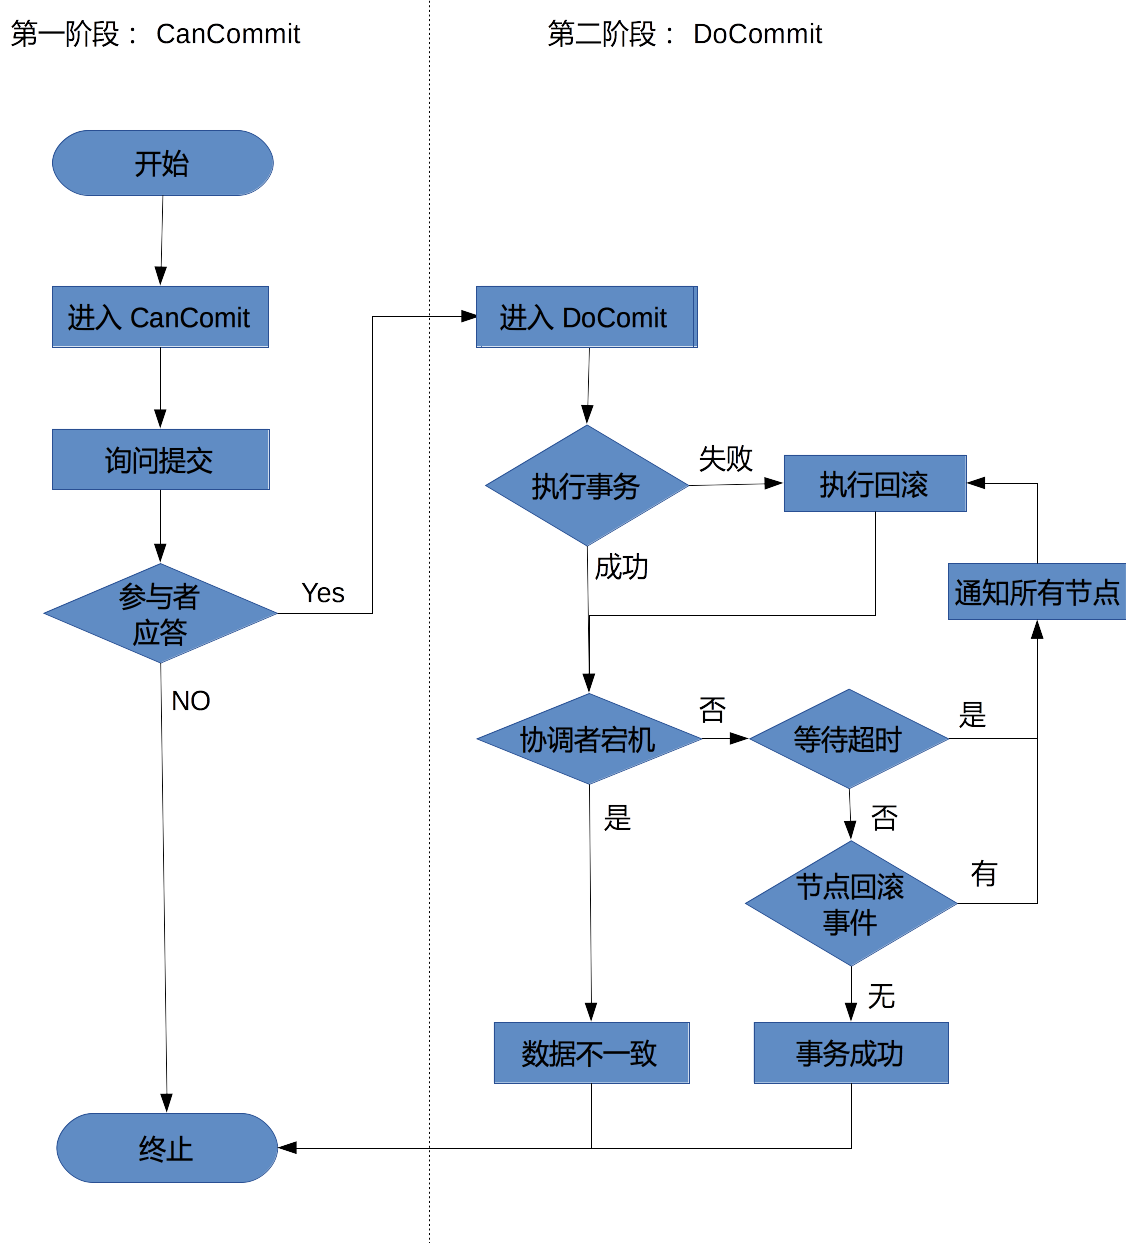 第一阶段： CanCommit
第二阶段： DoCommit
开始
进入 CanComit
进入 DoComit
询问提交
执行事务
失败
执行回滚
成功
参与者
应答
Yes
通知所有节点
NO
协调者宕机
否
等待超时
是
是
否
节点回滚
事件
有
无
数据不一致
事务成功
终止